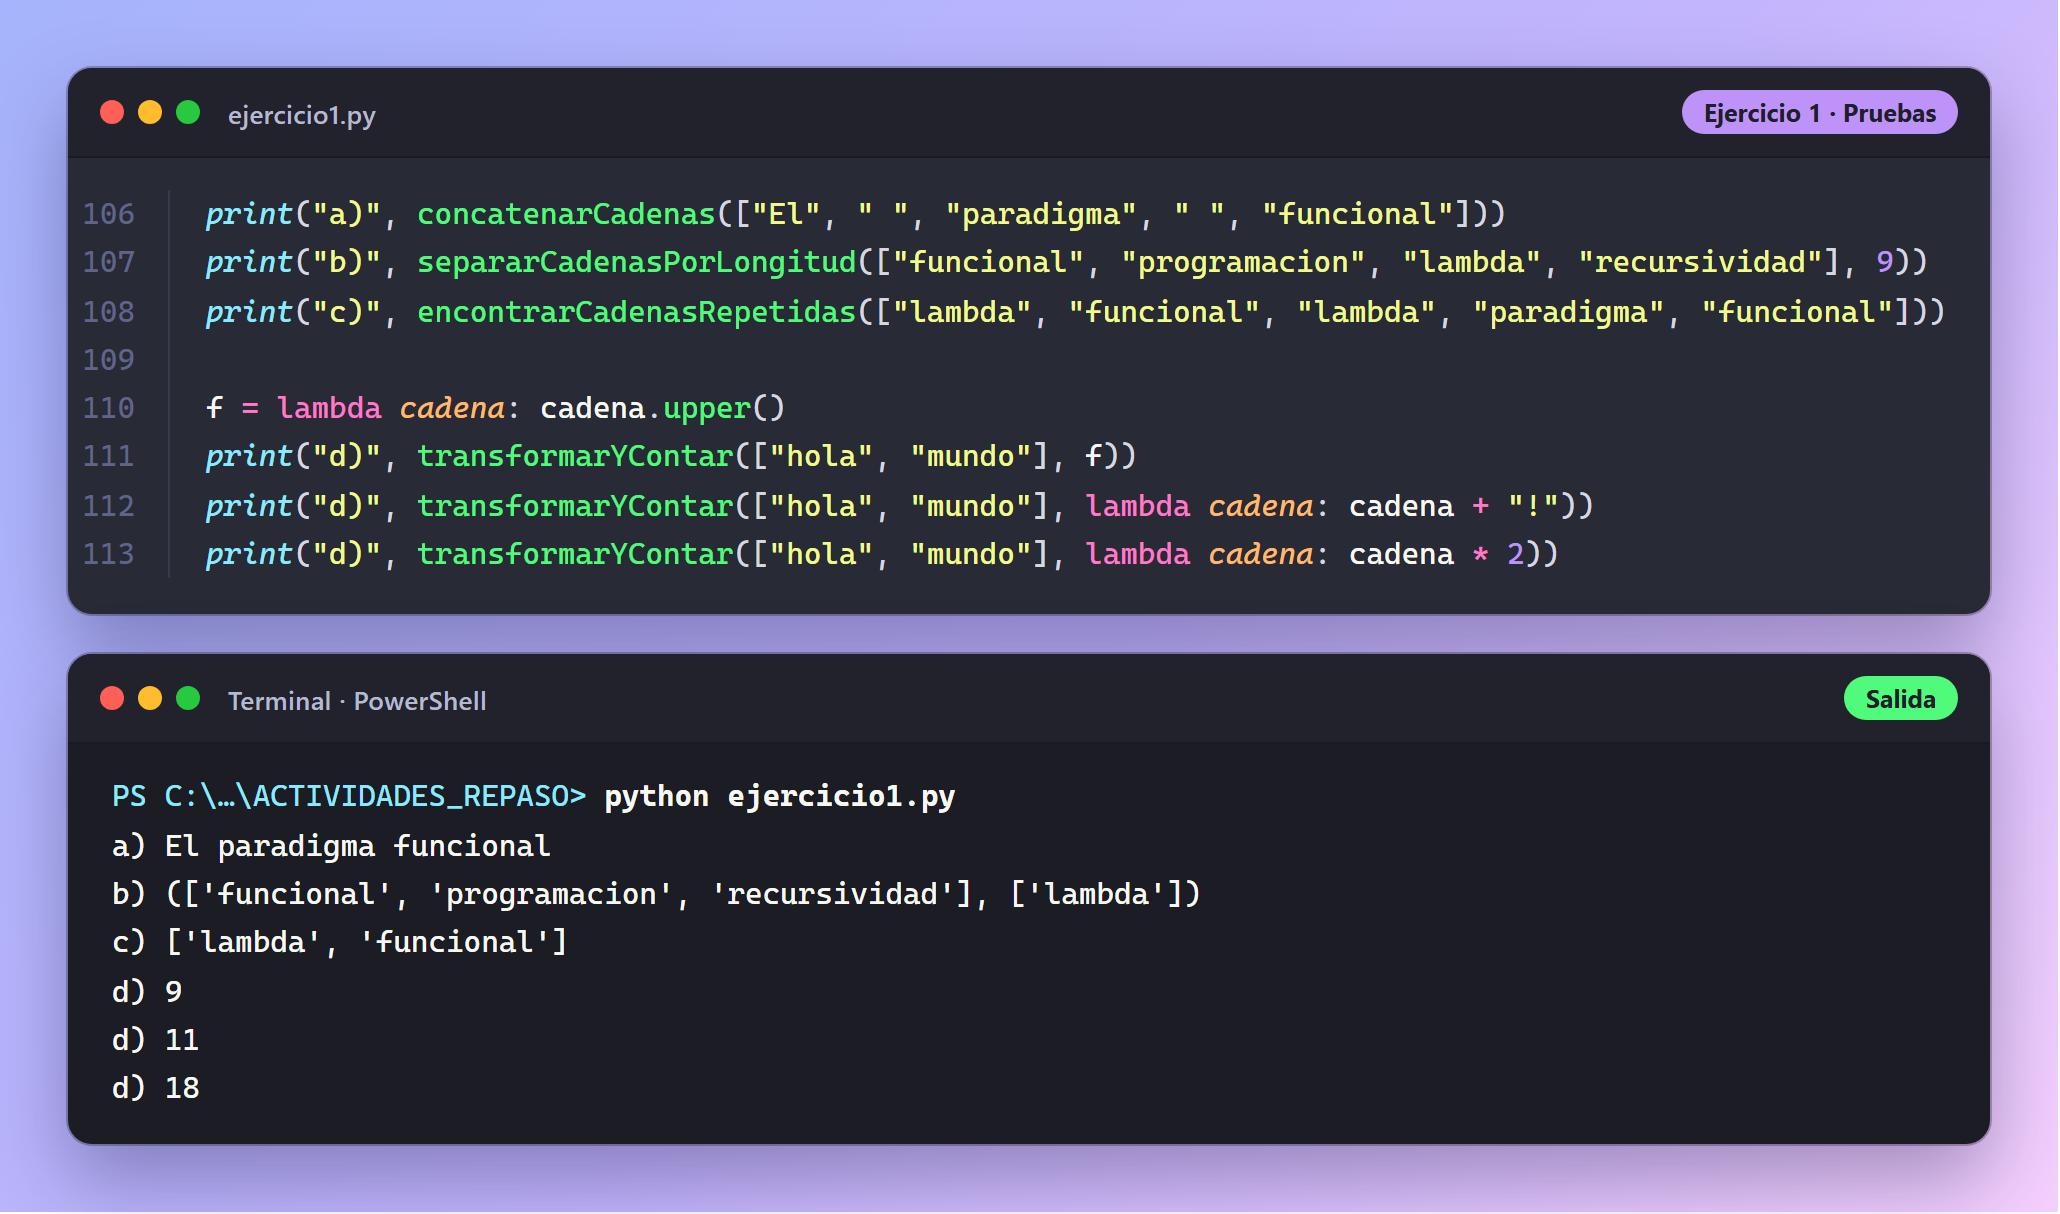 ejercicio1.py
Ejercicio 1 · Pruebas
106 print("a)", concatenarCadenas(["El", " ", "paradigma", " ", "funcional"]))
107 print("b)", separarCadenasPorLongitud(["funcional", "programacion", "lambda", "recursividad"], 9))
108 print("c)", encontrarCadenasRepetidas(["lambda", "funcional", "lambda", "paradigma", "funcional"]))
109
110 f = lambda cadena: cadena.upper()
111 print("d)", transformarYContar(["hola", "mundo"], f))
112 print("d)", transformarYContar(["hola", "mundo"], lambda cadena: cadena + "!"))
113 print("d)", transformarYContar(["hola", "mundo"], lambda cadena: cadena * 2))
Terminal · PowerShell
Salida
PS C:\…\ACTIVIDADES_REPASO> python ejercicio1.py
a) El paradigma funcional
b) (['funcional', 'programacion', 'recursividad'], ['lambda'])
c) ['lambda', 'funcional']
d) 9
d) 11
d) 18